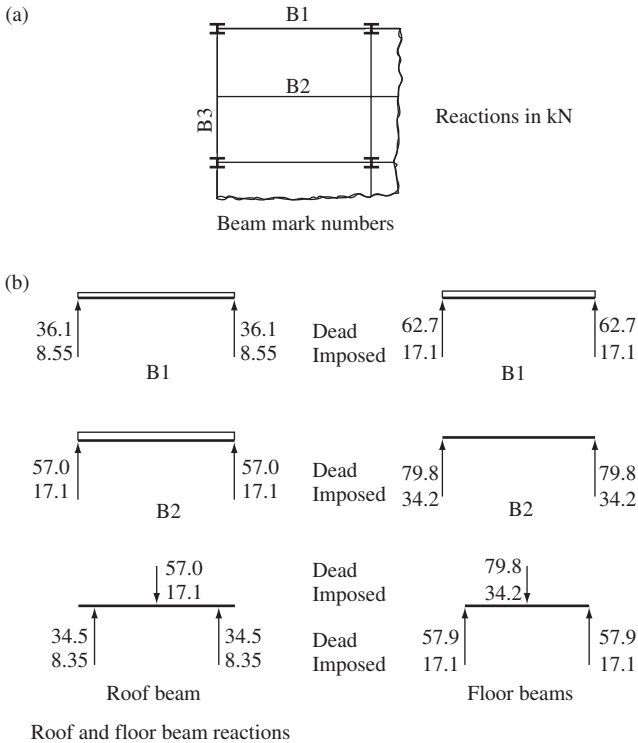 (a)
B1
B2
B3
Reactions in kN
Beam mark numbers
(b)
36.1 36.1 Dead 62.7 62.7
8.55 8.55 Imposed 17.1 17.1
B1 B1
57.0 57.0 Dead 79.8 79.8
17.1 17.1 Imposed 34.2 34.2
B2 B2
57.0 Dead 79.8
17.1 Imposed 34.2
34.5 34.5 Dead 57.9 57.9
8.35 8.35 Imposed 17.1 17.1
Roof beam Floor beams
Roof and floor beam reactions